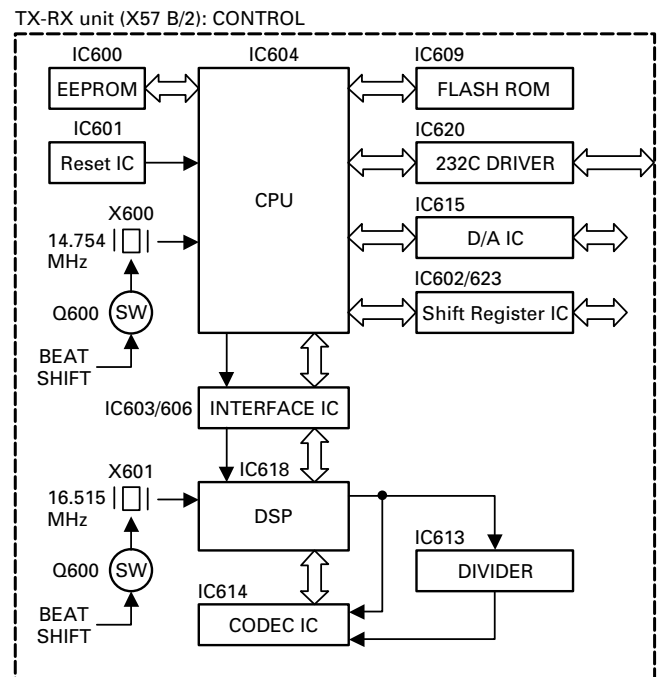 TX-RX unit (X57 B/2): CONTROL
IC600
EEPROM
IC604
CPU
IC609
FLASH ROM
IC601
Reset IC
IC620
232C DRIVER
X600
14.754
MHz
IC615
D/A IC
Q600
SW
IC602/623
Shift Register IC
BEAT
SHIFT
IC603/606
INTERFACE IC
X601
16.515
MHz
IC618
DSP
IC613
DIVIDER
Q600
SW
IC614
CODEC IC
BEAT
SHIFT